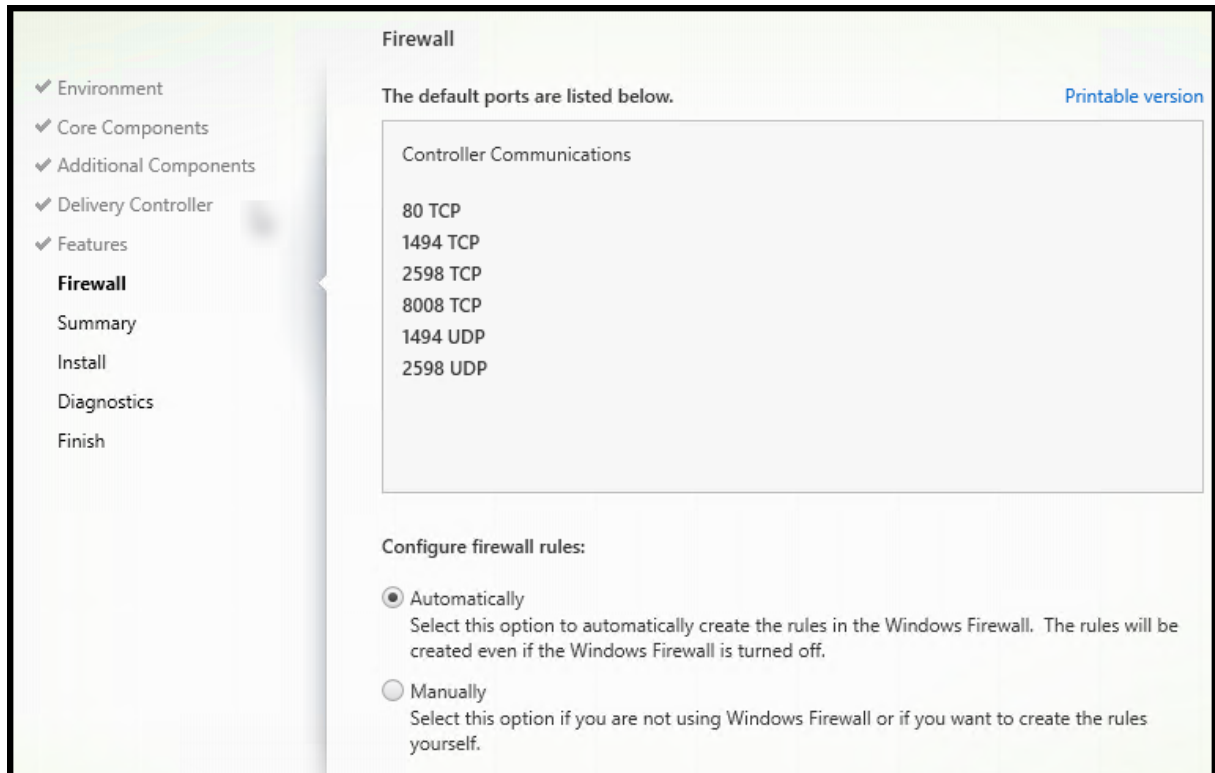 Firewall
Environment
Core Components
Additional Components
Delivery Controller
Features
Firewall
Summary
Install
Diagnostics
Finish
The default ports are listed below.
Printable version
Controller Communications
80 TCP
1494 TCP
2598 TCP
8008 TCP
1494 UDP
2598 UDP
Configure firewall rules:
Automatically
Select this option to automatically create the rules in the Windows Firewall.  The rules will be
created even if the Windows Firewall is turned off.
Manually
Select this option if you are not using Windows Firewall or if you want to create the rules
yourself.